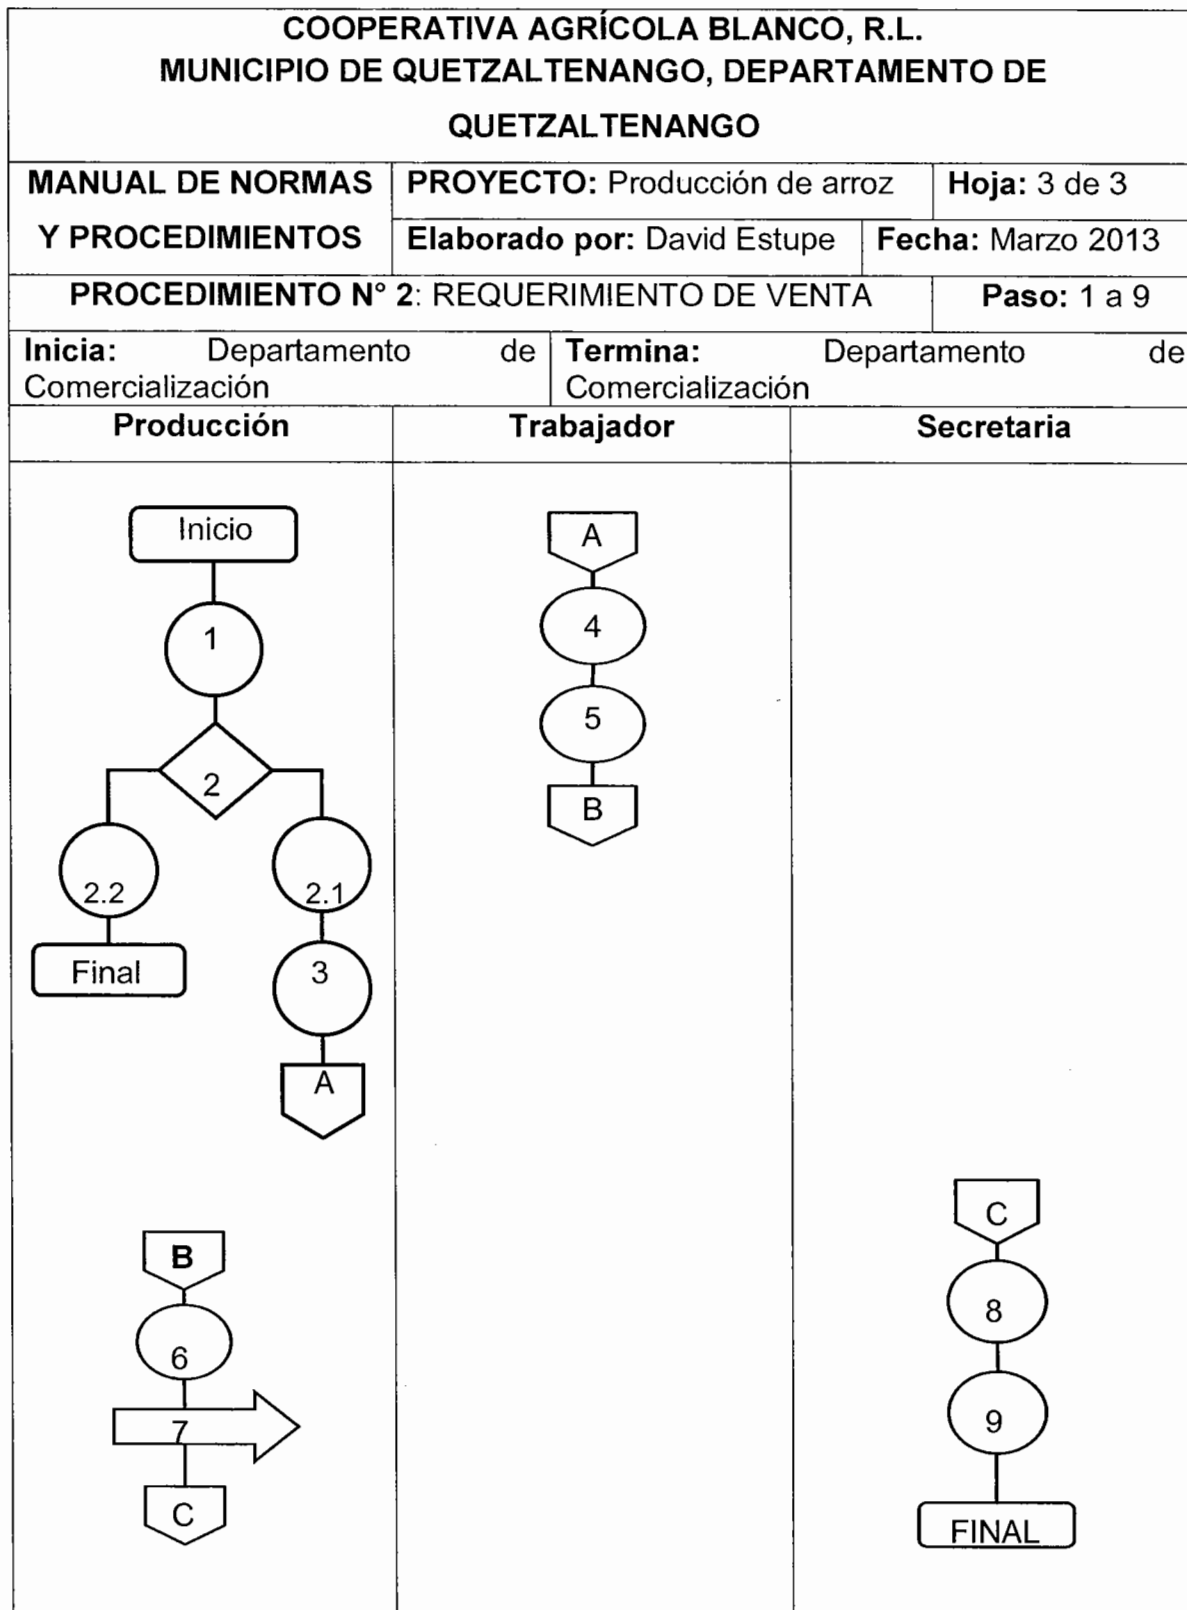 COOPERATIVA AGRÍCOLA BLANCO, R.L.
MUNICIPIO DE QUETZALTENANGO, DEPARTAMENTO DE
QUETZALTENANGO
MANUAL DE NORMAS
Y PROCEDIMIENTOS
PROYECTO: Producción de arroz
Hoja: 3 de 3
Elaborado por: David Estupe
Fecha: Marzo 2013
PROCEDIMIENTO N° 2: REQUERIMIENTO DE VENTA
Paso: 1 a 9
Inicia: Departamento de
Comercialización
Termina: Departamento de
Comercialización
Producción
Trabajador
Secretaria
Inicio
1
2
2.2
2.1
Final
3
A
B
6
7
C
A
4
5
B
C
8
9
FINAL